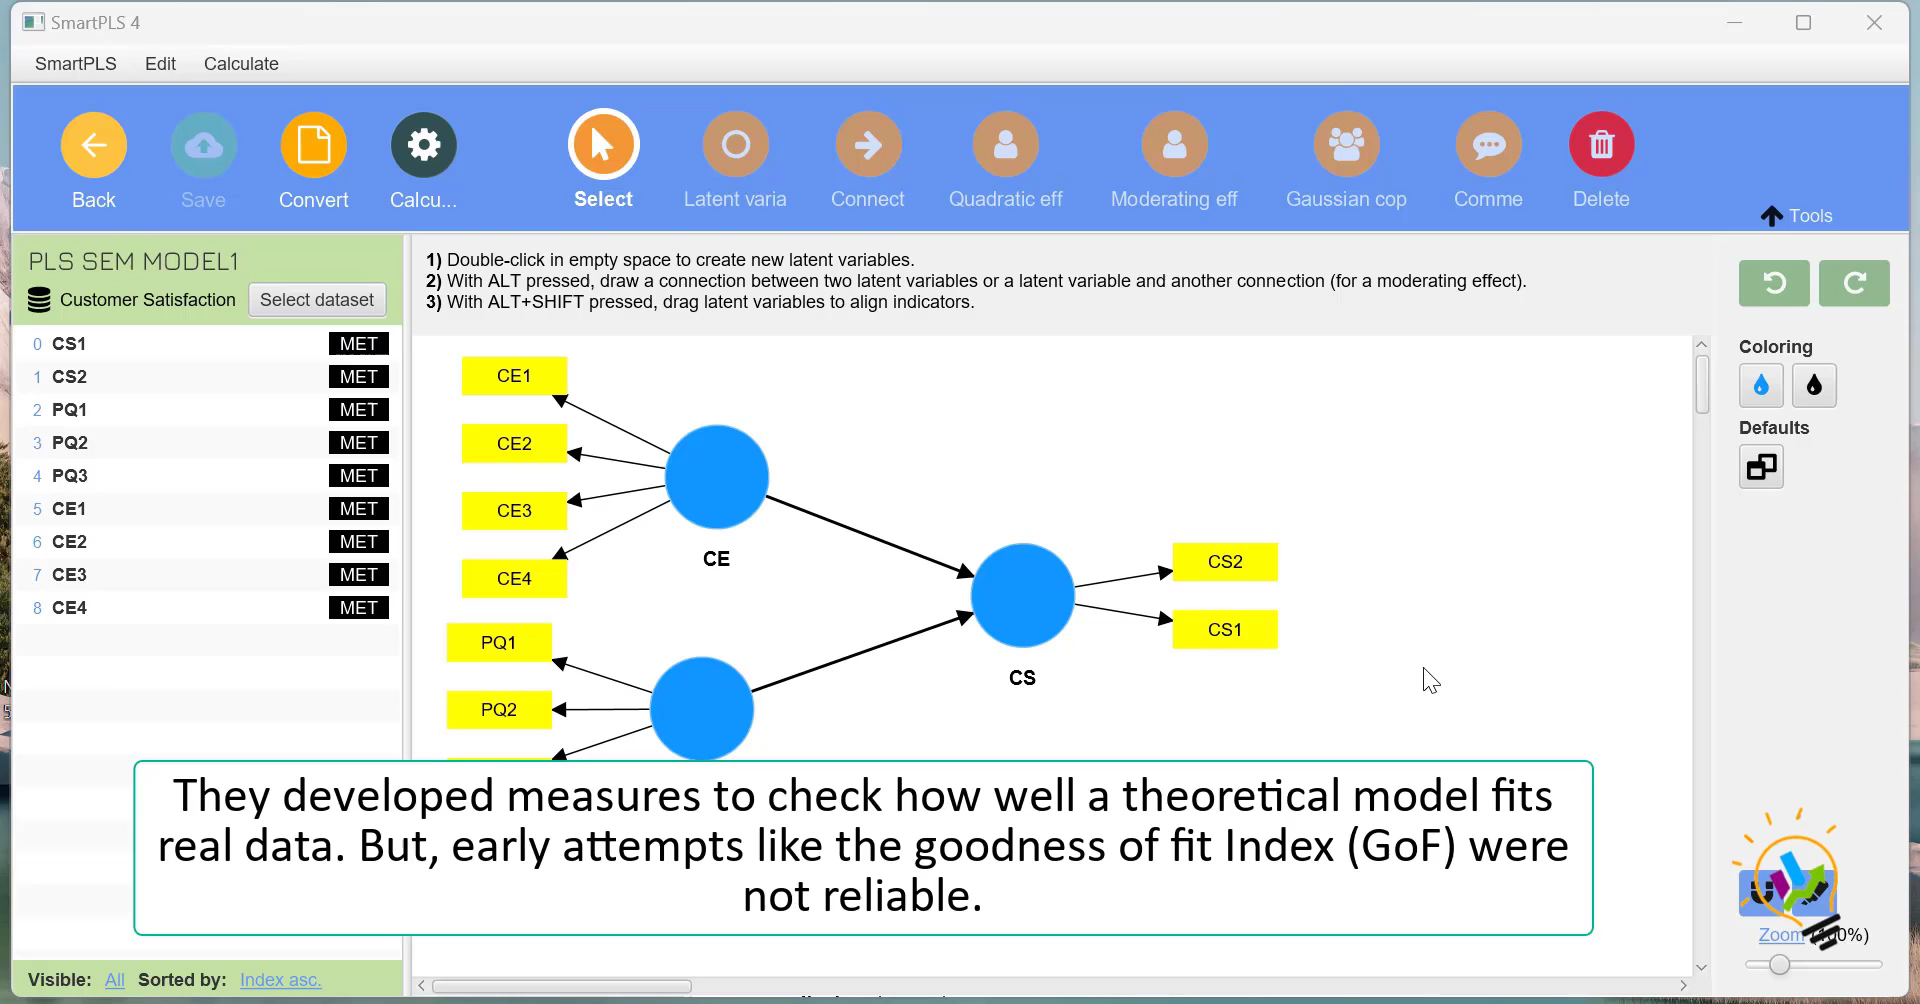 SmartPLS 4
SmartPLS Edit Calculate
Back Save Convert Calcu... Select Latent varia Connect Quadratic eff Moderating eff Gaussian cop Comme Delete
Tools
PLS SEM MODEL1
Customer Satisfaction Select dataset
0 CS1 MET
1 CS2 MET
2 PQ1 MET
3 PQ2 MET
4 PQ3 MET
5 CE1 MET
6 CE2 MET
7 CE3 MET
8 CE4 MET
1) Double-click in empty space to create new latent variables.
2) With ALT pressed, draw a connection between two latent variables or a latent variable and another connection (for a moderating effect).
3) With ALT+SHIFT pressed, drag latent variables to align indicators.
CE1
CE2
CE3
CE4
CE
PQ1
PQ2
CS2
CS1
CS
Coloring
Defaults
They developed measures to check how well a theoretical model fits
real data. But, early attempts like the goodness of fit Index (GoF) were
not reliable.
Zoom
Visible: All Sorted by: Index asc.